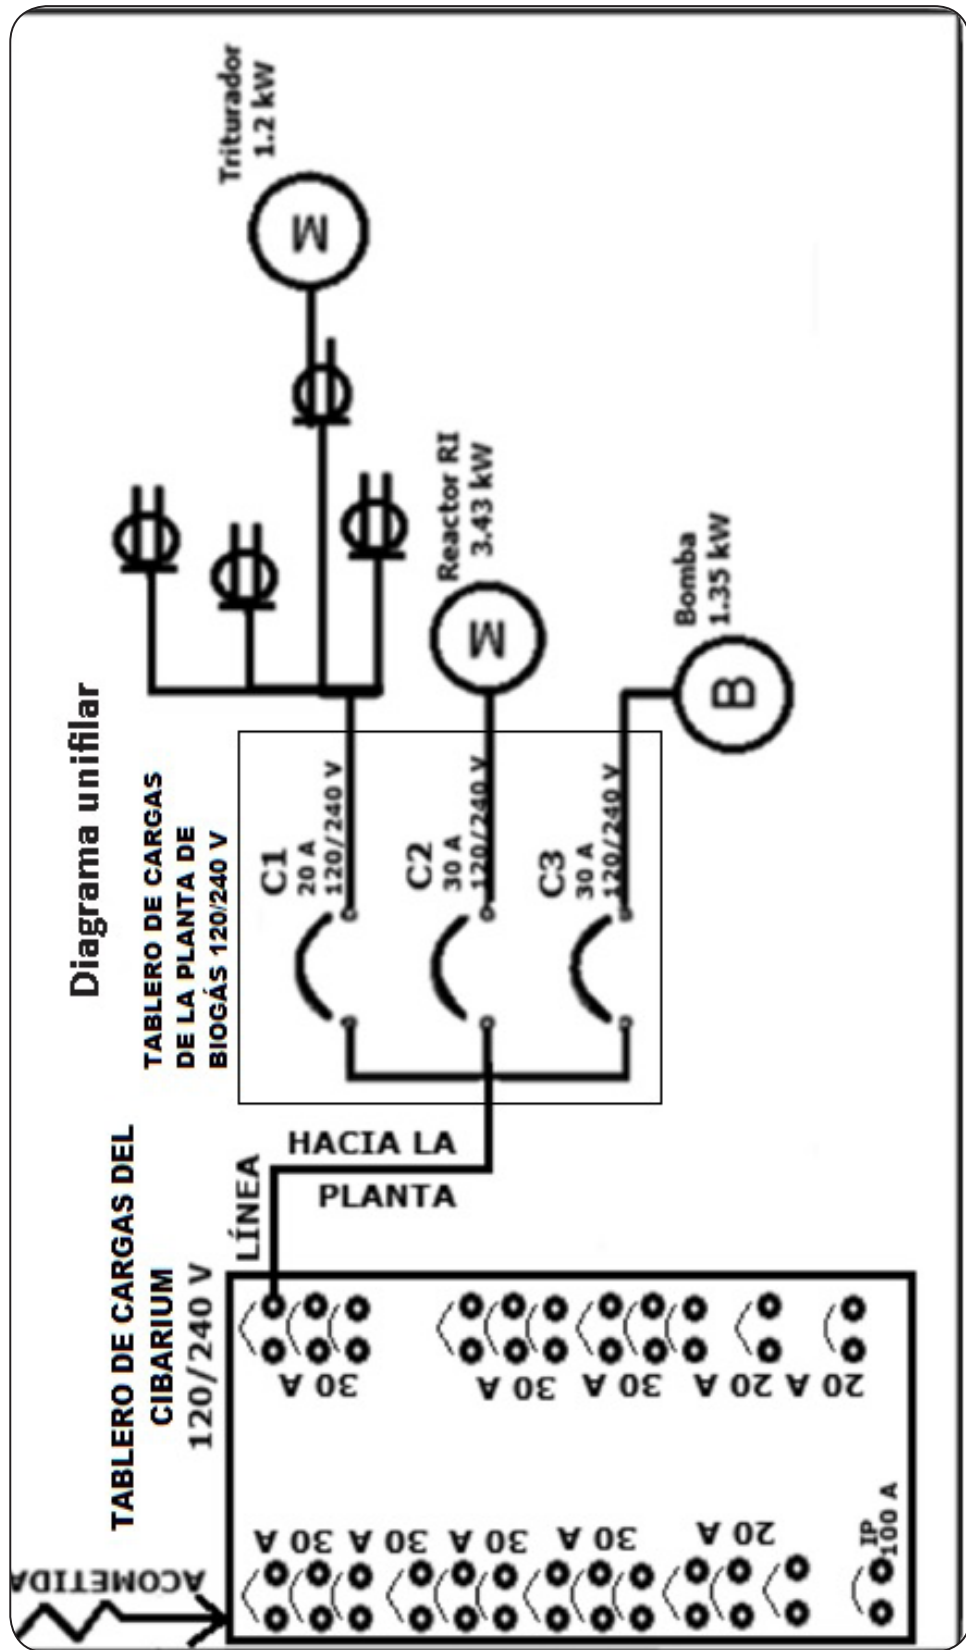 Diagrama unifilar
TABLERO DE CARGAS DEL
CIBARIUM
120/240 V
ACOMETIDA
30 A
30 A
30 A
30 A
20 A
IP
100 A
30 A
30 A
30 A
20 A
20 A
LÍNEA
HACIA LA
PLANTA
TABLERO DE CARGAS
DE LA PLANTA DE
BIOGÁS 120/240 V
C1
20 A
120/240 V
C2
30 A
120/240 V
C3
30 A
120/240 V
Triturador
1.2 kW
M
Reactor RI
3.43 kW
M
Bomba
1.35 kW
B